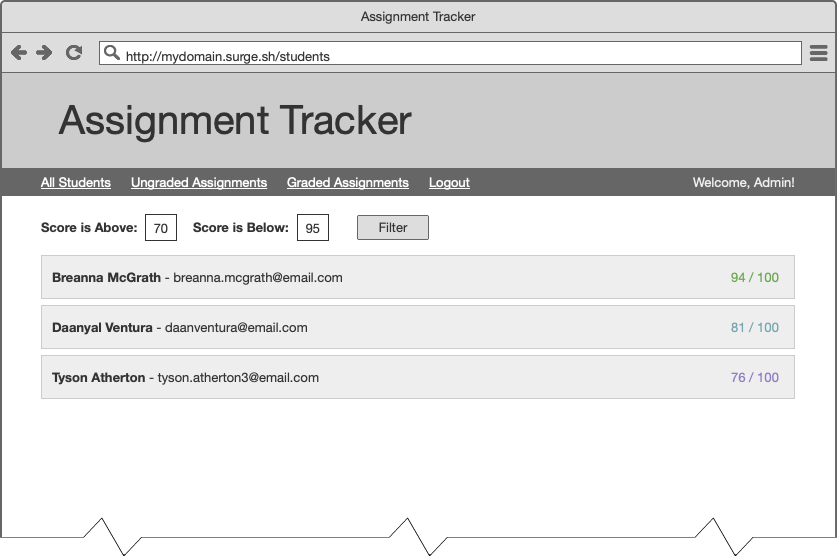 Assignment Tracker
http://mydomain.surge.sh/students
Assignment Tracker
All Students Ungraded Assignments Graded Assignments Logout Welcome, Admin!
Score is Above: 70 Score is Below: 95 Filter
Breanna McGrath - breanna.mcgrath@email.com 94 / 100
Daanyal Ventura - daanventura@email.com 81 / 100
Tyson Atherton - tyson.atherton3@email.com 76 / 100